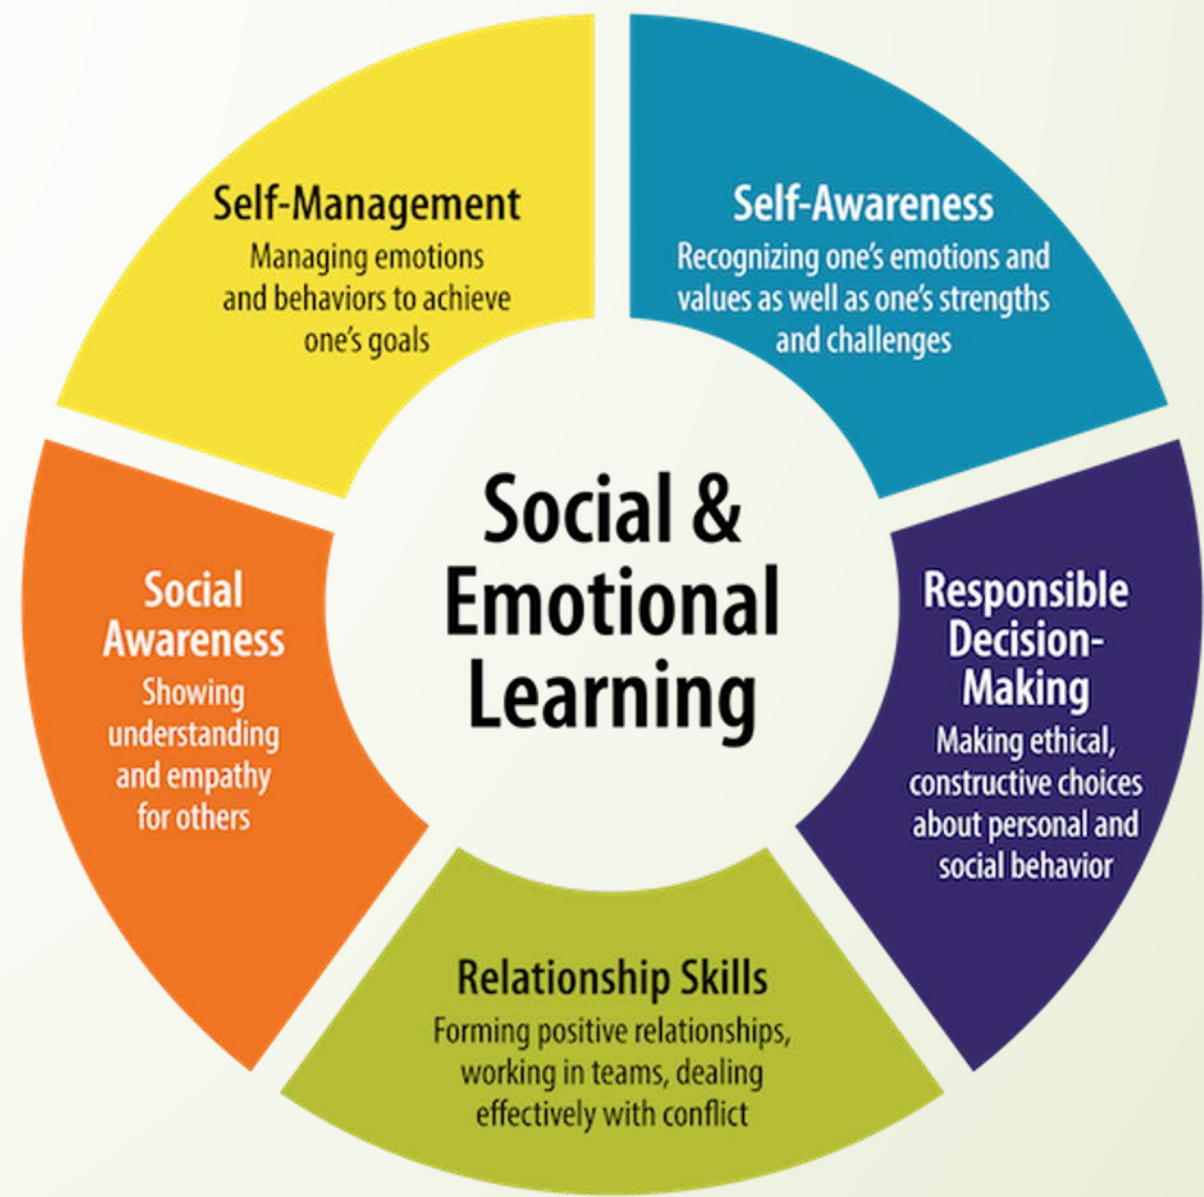 Self-Management
Managing emotions
and behaviors to achieve
one's goals
Self-Awareness
Recognizing one's emotions and
values as well as one's strengths
and challenges
Social
Awareness
Showing
understanding
and empathy
for others
Social &
Emotional
Learning
Responsible
Decision-
Making
Making ethical,
constructive choices
about personal and
social behavior
Relationship Skills
Forming positive relationships,
working in teams, dealing
effectively with conflict